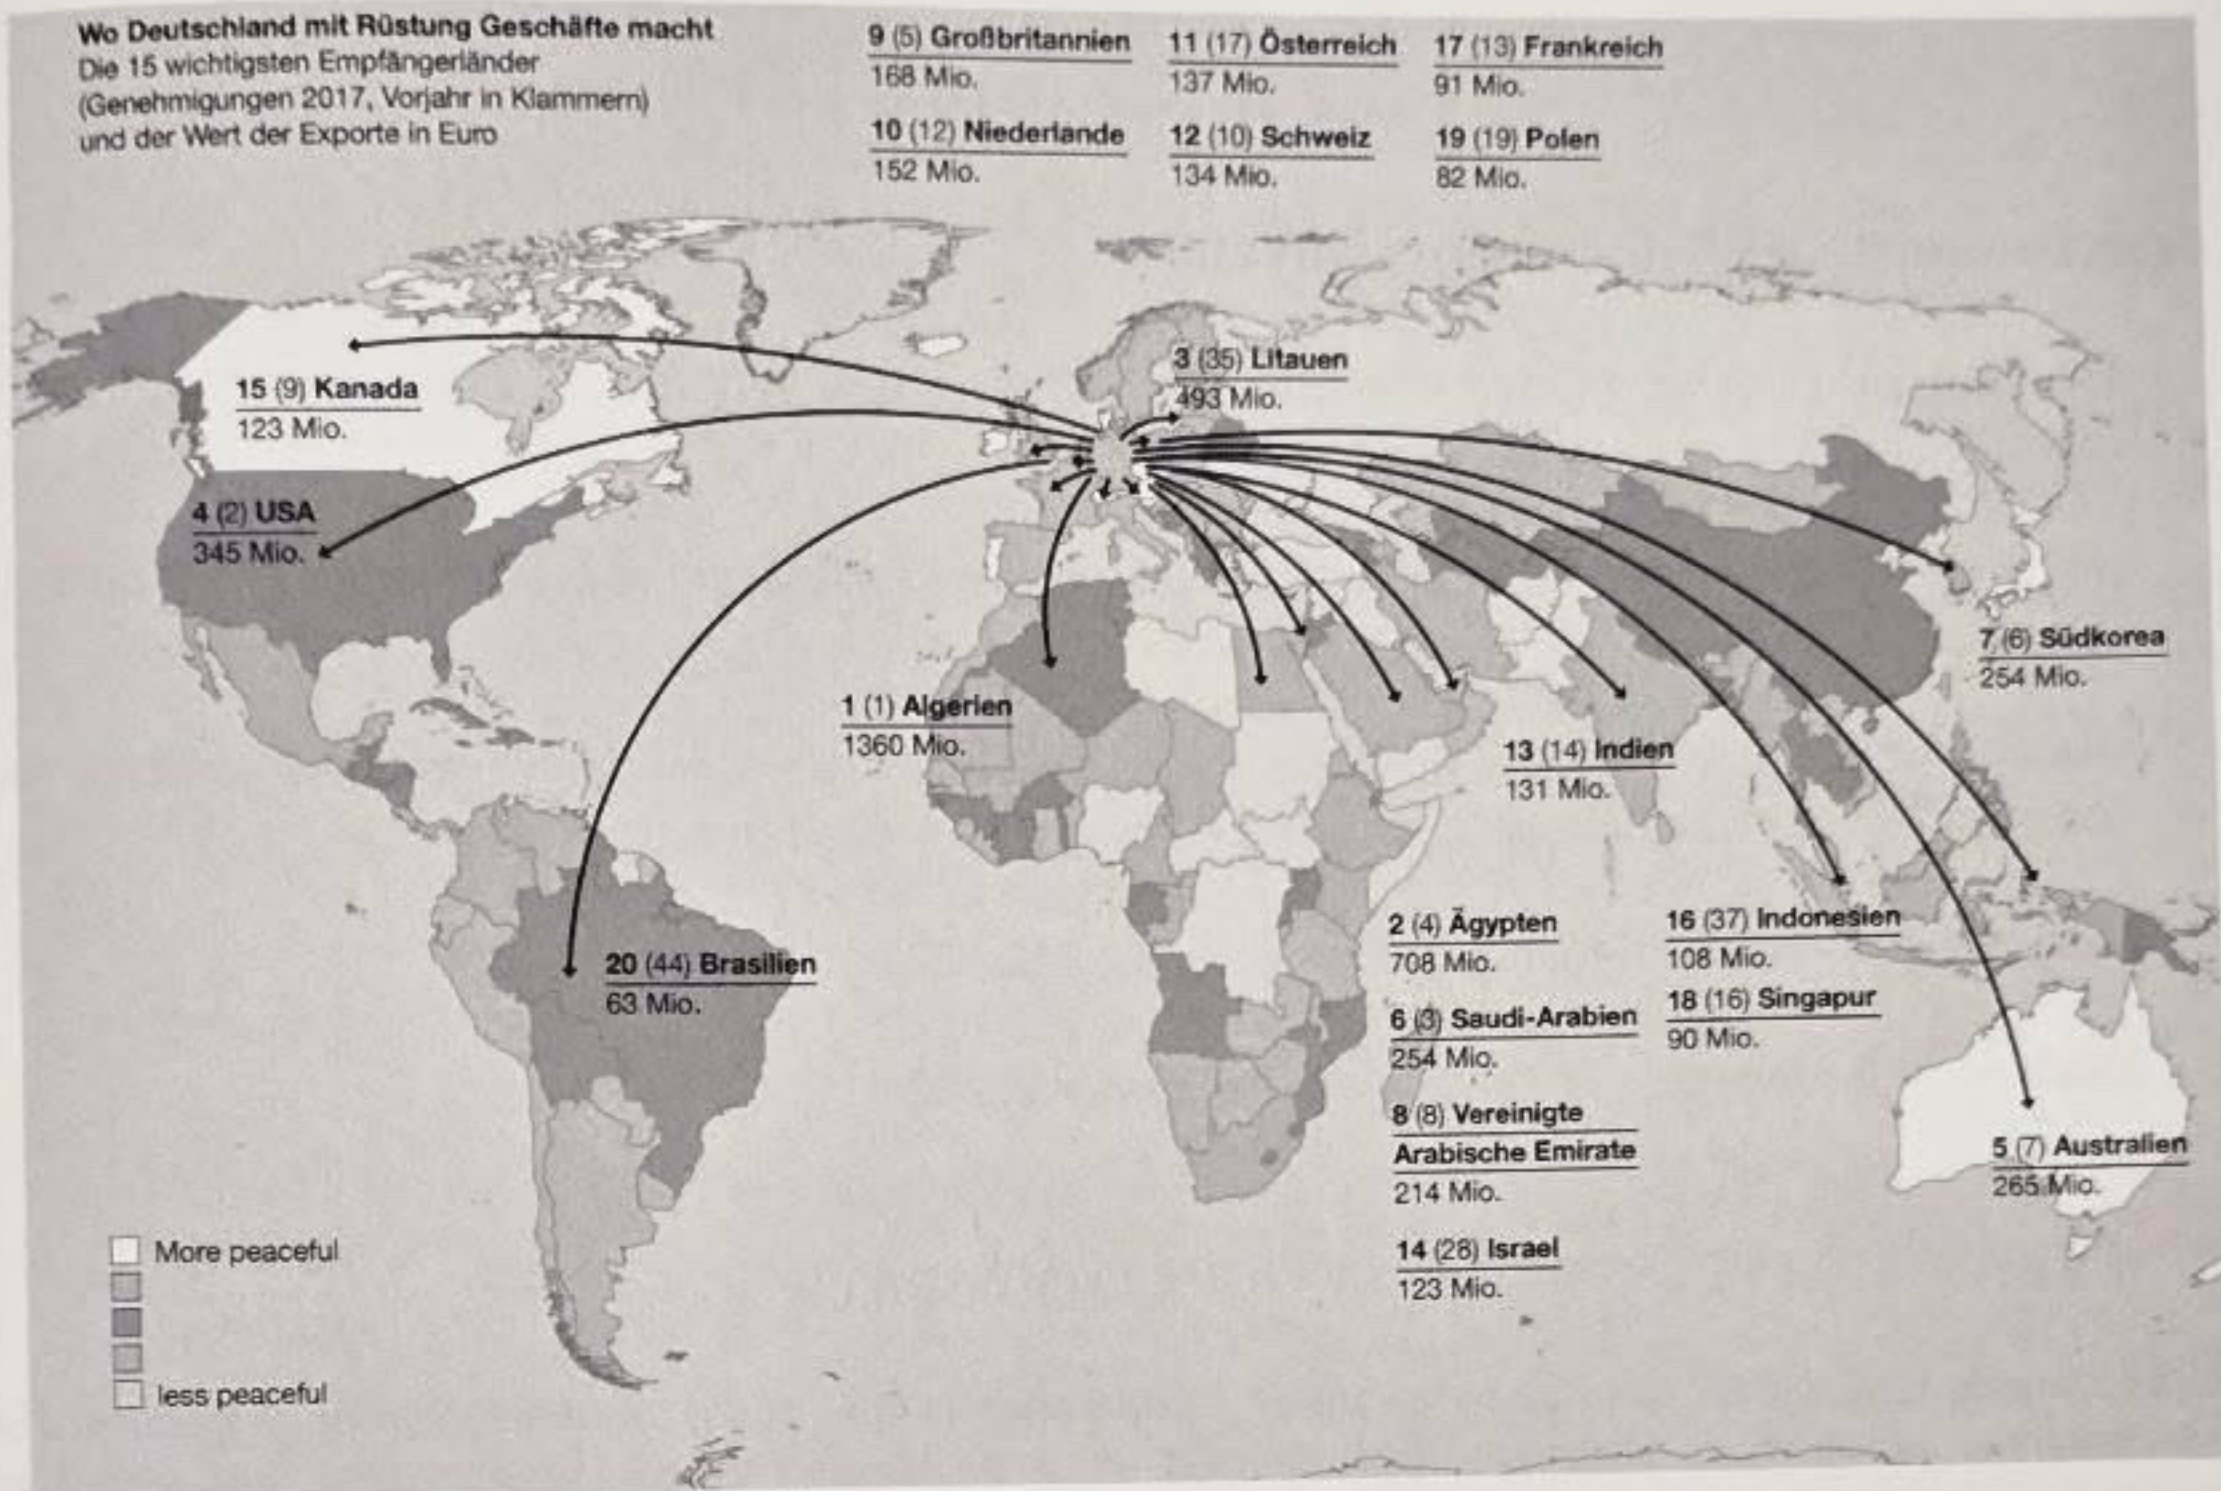 Wo Deutschland mit Rüstung Geschäfte macht
Die 15 wichtigsten Empfängerländer
(Genehmigungen 2017, Vorjahr in Klammern)
und der Wert der Exporte in Euro
9 (5) Großbritannien
168 Mio.
10 (12) Niederlande
152 Mio.
11 (17) Österreich
137 Mio.
12 (10) Schweiz
134 Mio.
17 (13) Frankreich
91 Mio.
19 (19) Polen
82 Mio.
3 (35) Litauen
493 Mio.
15 (9) Kanada
123 Mio.
4 (2) USA
345 Mio.
7 (6) Südkorea
254 Mio.
1 (1) Algerien
1360 Mio.
13 (14) Indien
131 Mio.
20 (44) Brasilien
63 Mio.
2 (4) Ägypten
708 Mio.
6 (3) Saudi-Arabien
254 Mio.
8 (8) Vereinigte
Arabische Emirate
214 Mio.
14 (28) Israel
123 Mio.
16 (37) Indonesien
108 Mio.
18 (16) Singapur
90 Mio.
5 (7) Australien
265 Mio.
More peaceful
less peaceful